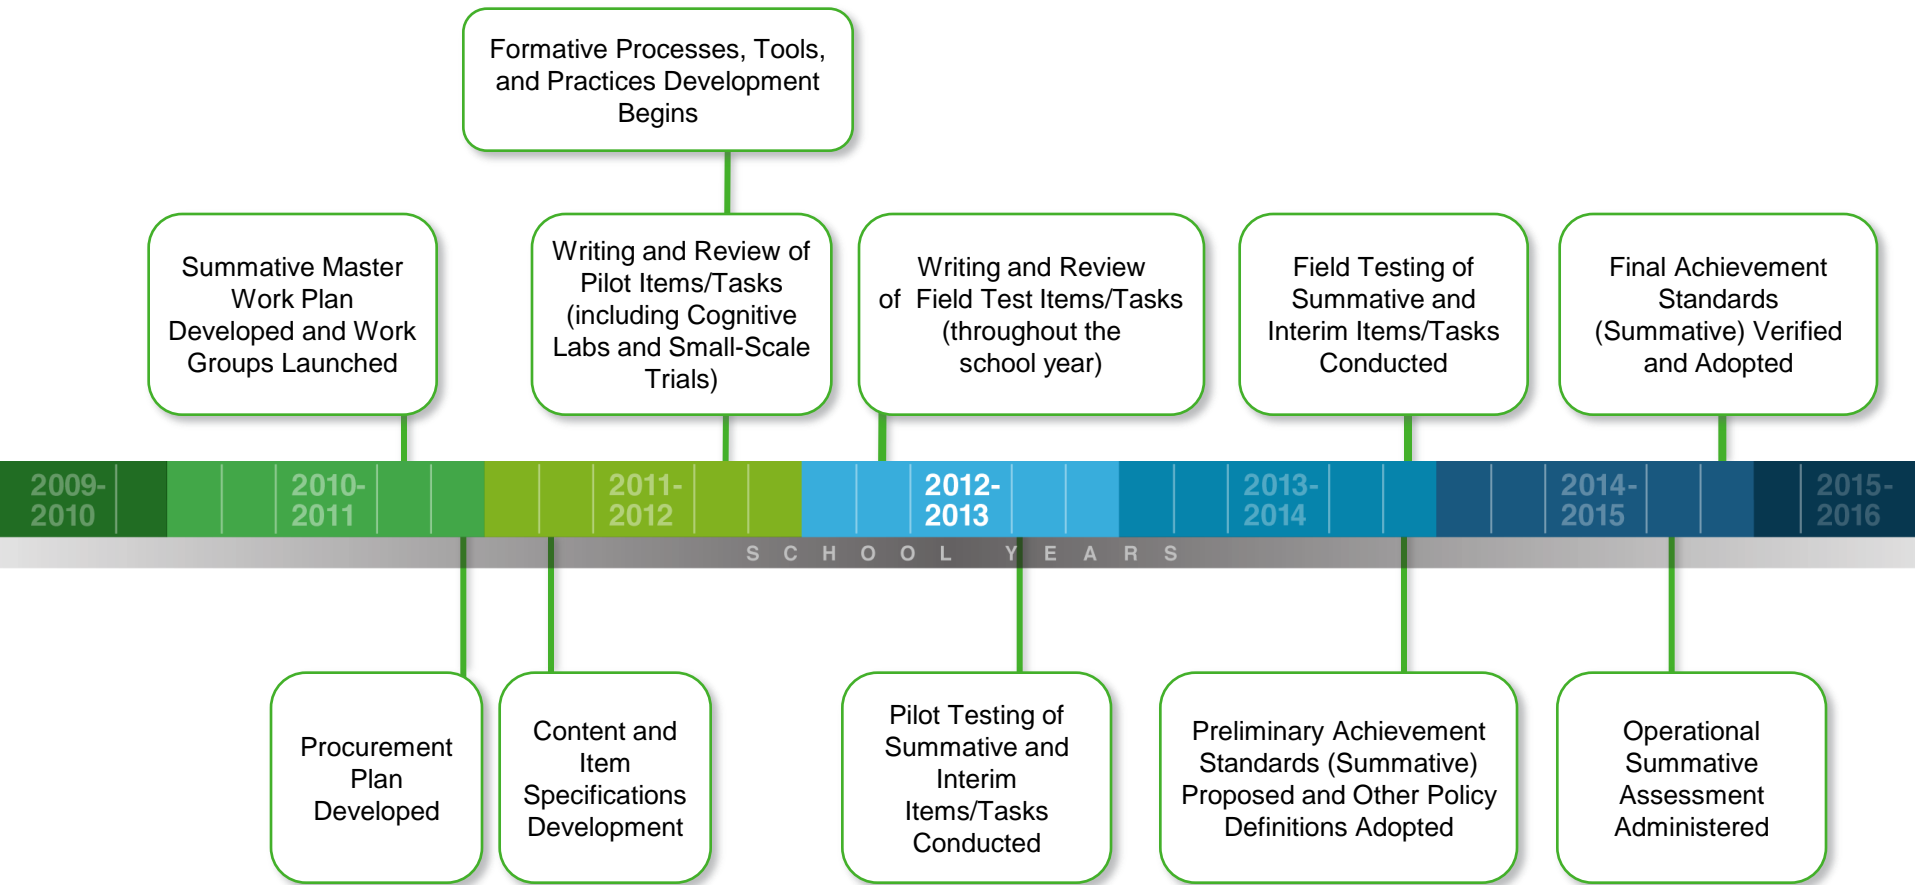 Formative Processes, Tools,
and Practices Development
Begins
Summative Master
Work Plan
Developed and Work
Groups Launched
Writing and Review of
Pilot Items/Tasks
(including Cognitive
Labs and Small-Scale
Trials)
Writing and Review
of Field Test Items/Tasks
(throughout the
school year)
Field Testing of
Summative and
Interim Items/Tasks
Conducted
Final Achievement
Standards
(Summative) Verified
and Adopted
2009-
2010
2010-
2011
2011-
2012
2012-
2013
2013-
2014
2014-
2015
2015-
2016
SCHOOL YEARS
Procurement
Plan
Developed
Content and
Item
Specifications
Development
Pilot Testing of
Summative and
Interim
Items/Tasks
Conducted
Preliminary Achievement
Standards (Summative)
Proposed and Other Policy
Definitions Adopted
Operational
Summative
Assessment
Administered